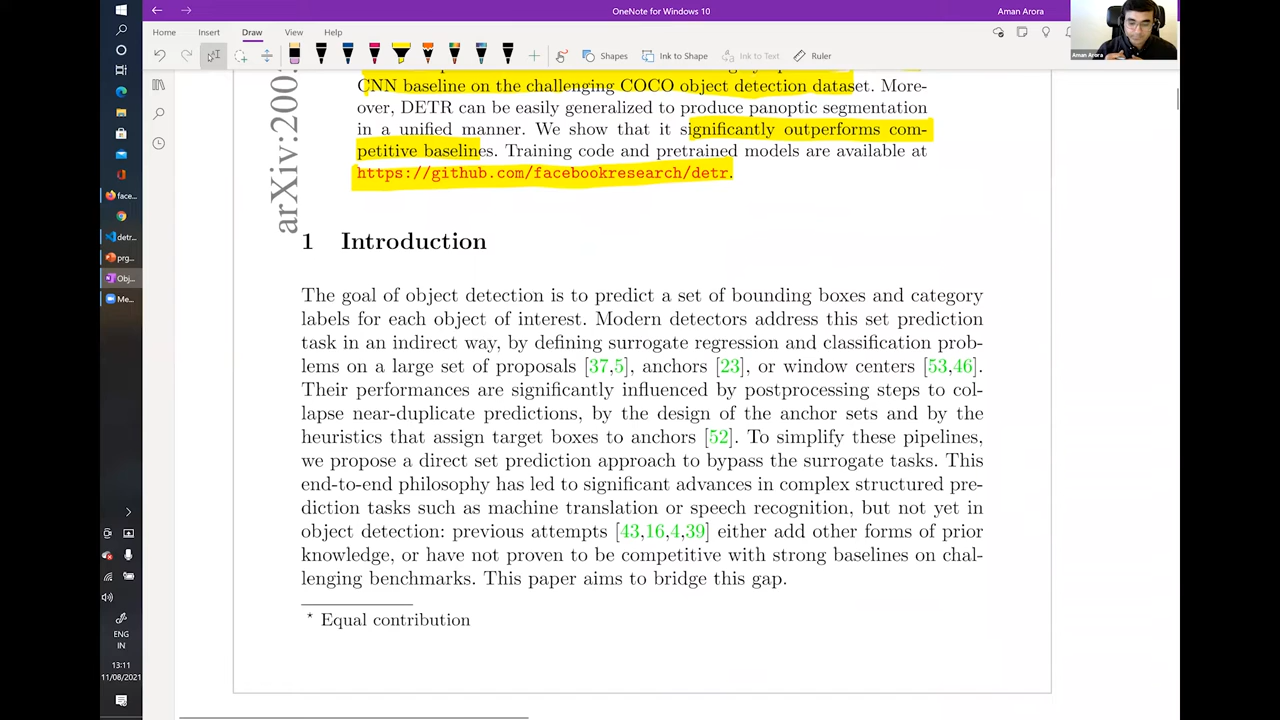 OneNote for Windows 10
Aman Arora
Home Insert Draw View Help
Shapes Ink to Shape Ink to Text Ruler
Aman Arora
CNN baseline on the challenging COCO object detection dataset. More-
over, DETR can be easily generalized to produce panoptic segmentation
in a unified manner. We show that it significantly outperforms com-
petitive baselines. Training code and pretrained models are available at
https://github.com/facebookresearch/detr.
arXiv:200
1 Introduction
The goal of object detection is to predict a set of bounding boxes and category
labels for each object of interest. Modern detectors address this set prediction
task in an indirect way, by defining surrogate regression and classification prob-
lems on a large set of proposals [37,5], anchors [23], or window centers [53,46].
Their performances are significantly influenced by postprocessing steps to col-
lapse near-duplicate predictions, by the design of the anchor sets and by the
heuristics that assign target boxes to anchors [52]. To simplify these pipelines,
we propose a direct set prediction approach to bypass the surrogate tasks. This
end-to-end philosophy has led to significant advances in complex structured pre-
diction tasks such as machine translation or speech recognition, but not yet in
object detection: previous attempts [43,16,4,39] either add other forms of prior
knowledge, or have not proven to be competitive with strong baselines on chal-
lenging benchmarks. This paper aims to bridge this gap.
* Equal contribution
face...
detr...
prg...
Obj...
Me...
ENG
IN
13:11
11/08/2021